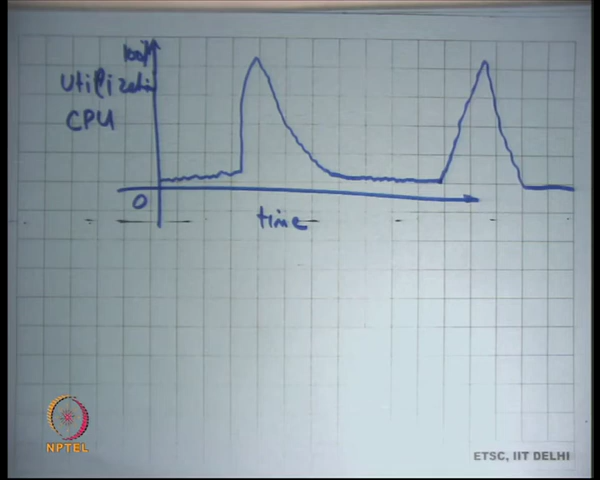 100%
Utilization
CPU
0
time
NPTEL
ETSC, IIT DELHI